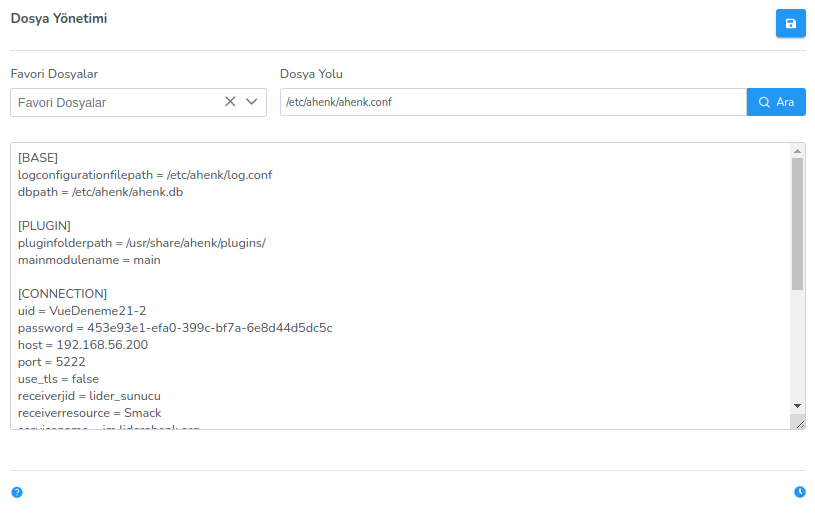 Dosya Yönetimi
Favori Dosyalar
Dosya Yolu
Favori Dosyalar
/etc/ahenk/ahenk.conf
Ara
[BASE]
logconfigurationfilepath = /etc/ahenk/log.conf
dbpath = /etc/ahenk/ahenk.db
[PLUGIN]
pluginfolderpath = /usr/share/ahenk/plugins/
mainmodulename = main
[CONNECTION]
uid = VueDeneme21-2
password = 453e93e1-efa0-399c-bf7a-6e8d44d5dc5c
host = 192.168.56.200
port = 5222
use_tls = false
receiverjid = lider_sunucu
receiverresource = Smack